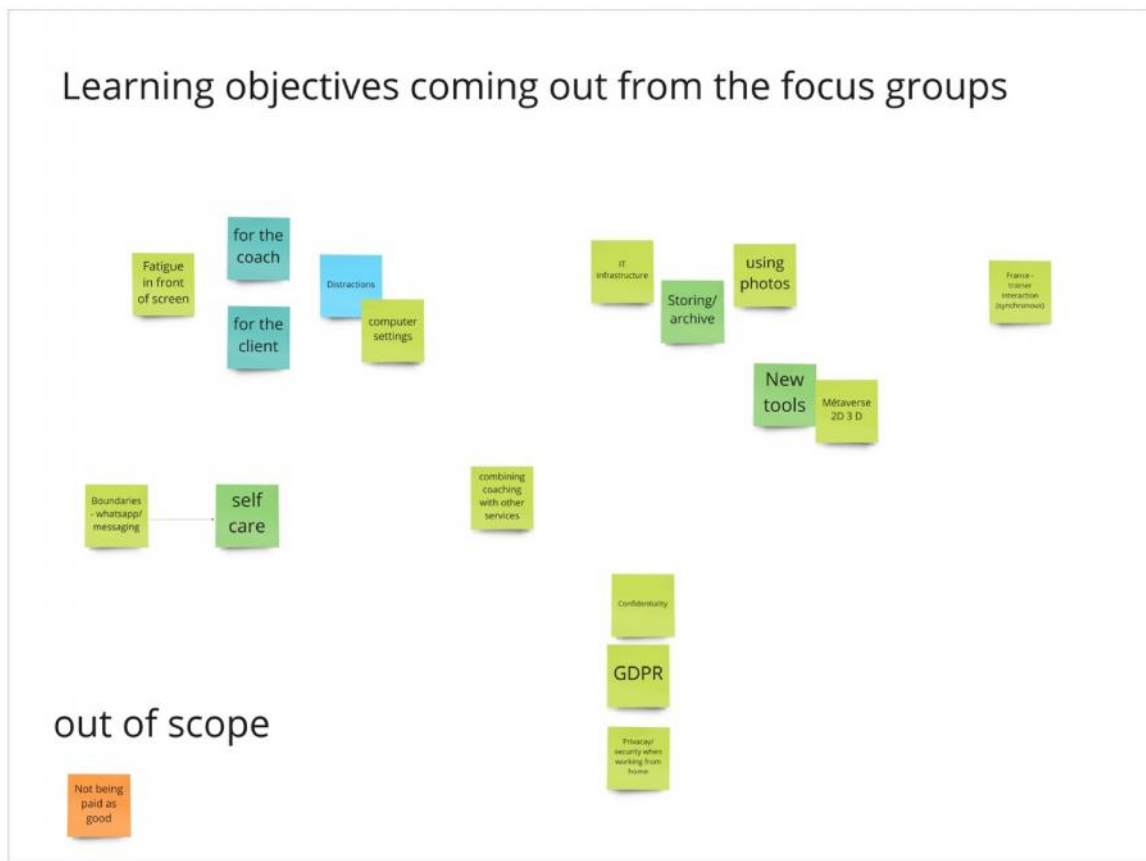 Learning objectives coming out from the focus groups
Fatigue
in front
of screen
for the
coach
for the
client
Distractions
computer
settings
IT
infrastructure
Storing/
archive
using
photos
New
tools
Métaverse
2D 3 D
France -
trainer
interaction
(synchronous)
Boundaries
- whatsapp/
messaging
self
care
combining
coaching
with other
services
Confidentiality
GDPR
Privacay/
security when
working from
home
out of scope
Not being
paid as
good